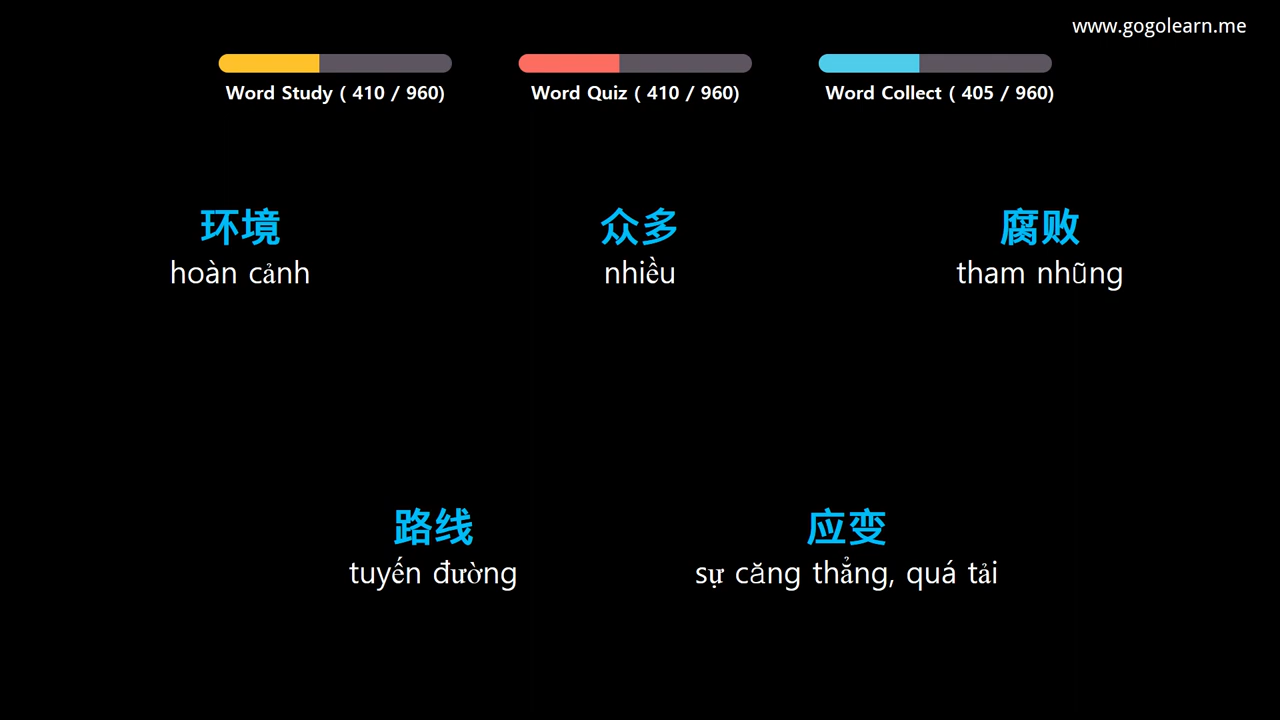 www.gogolearn.me
Word Study ( 410 / 960)
Word Quiz ( 410 / 960)
Word Collect ( 405 / 960)
环境
hoàn cảnh
众多
nhiều
腐败
tham nhũng
路线
tuyến đường
应变
sự căng thẳng, quá tải